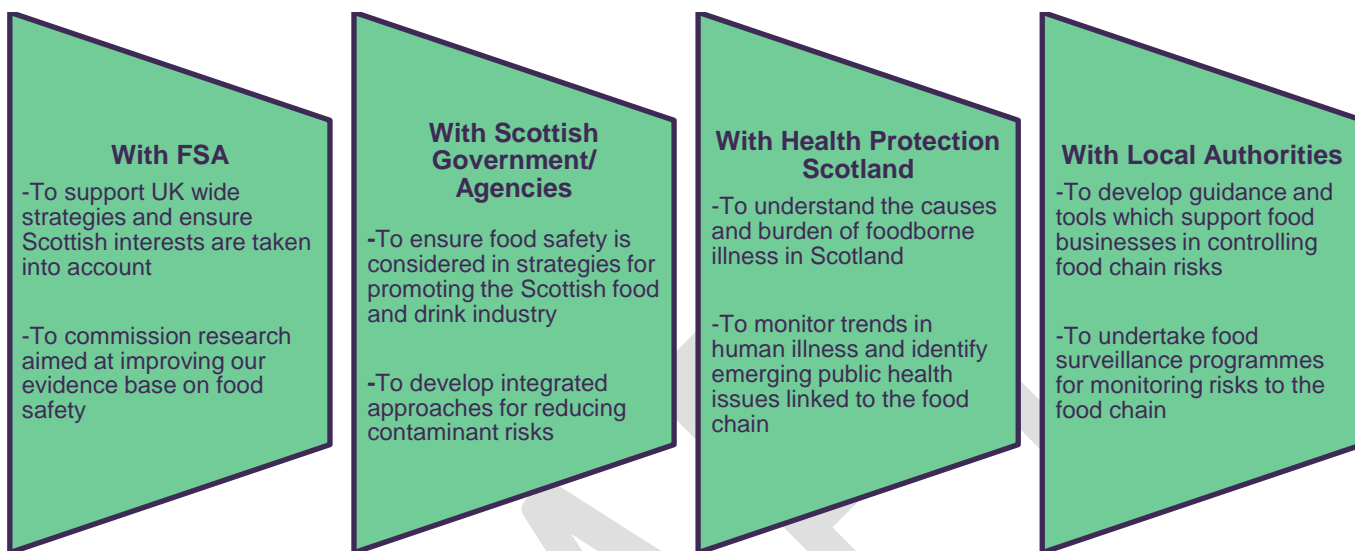 With FSA
-To support UK wide
strategies and ensure
Scottish interests are taken
into account
-To commission research
aimed at improving our
evidence base on food
safety
With Scottish
Government/
Agencies
-To ensure food safety is
considered in strategies for
promoting the Scottish food
and drink industry
-To develop integrated
approaches for reducing
contaminant risks
With Health Protection
Scotland
-To understand the causes
and burden of foodborne
illness in Scotland
-To monitor trends in
human illness and identify
emerging public health
issues linked to the food
chain
With Local Authorities
-To develop guidance and
tools which support food
businesses in controlling
food chain risks
-To undertake food
surveillance programmes
for monitoring risks to the
food chain